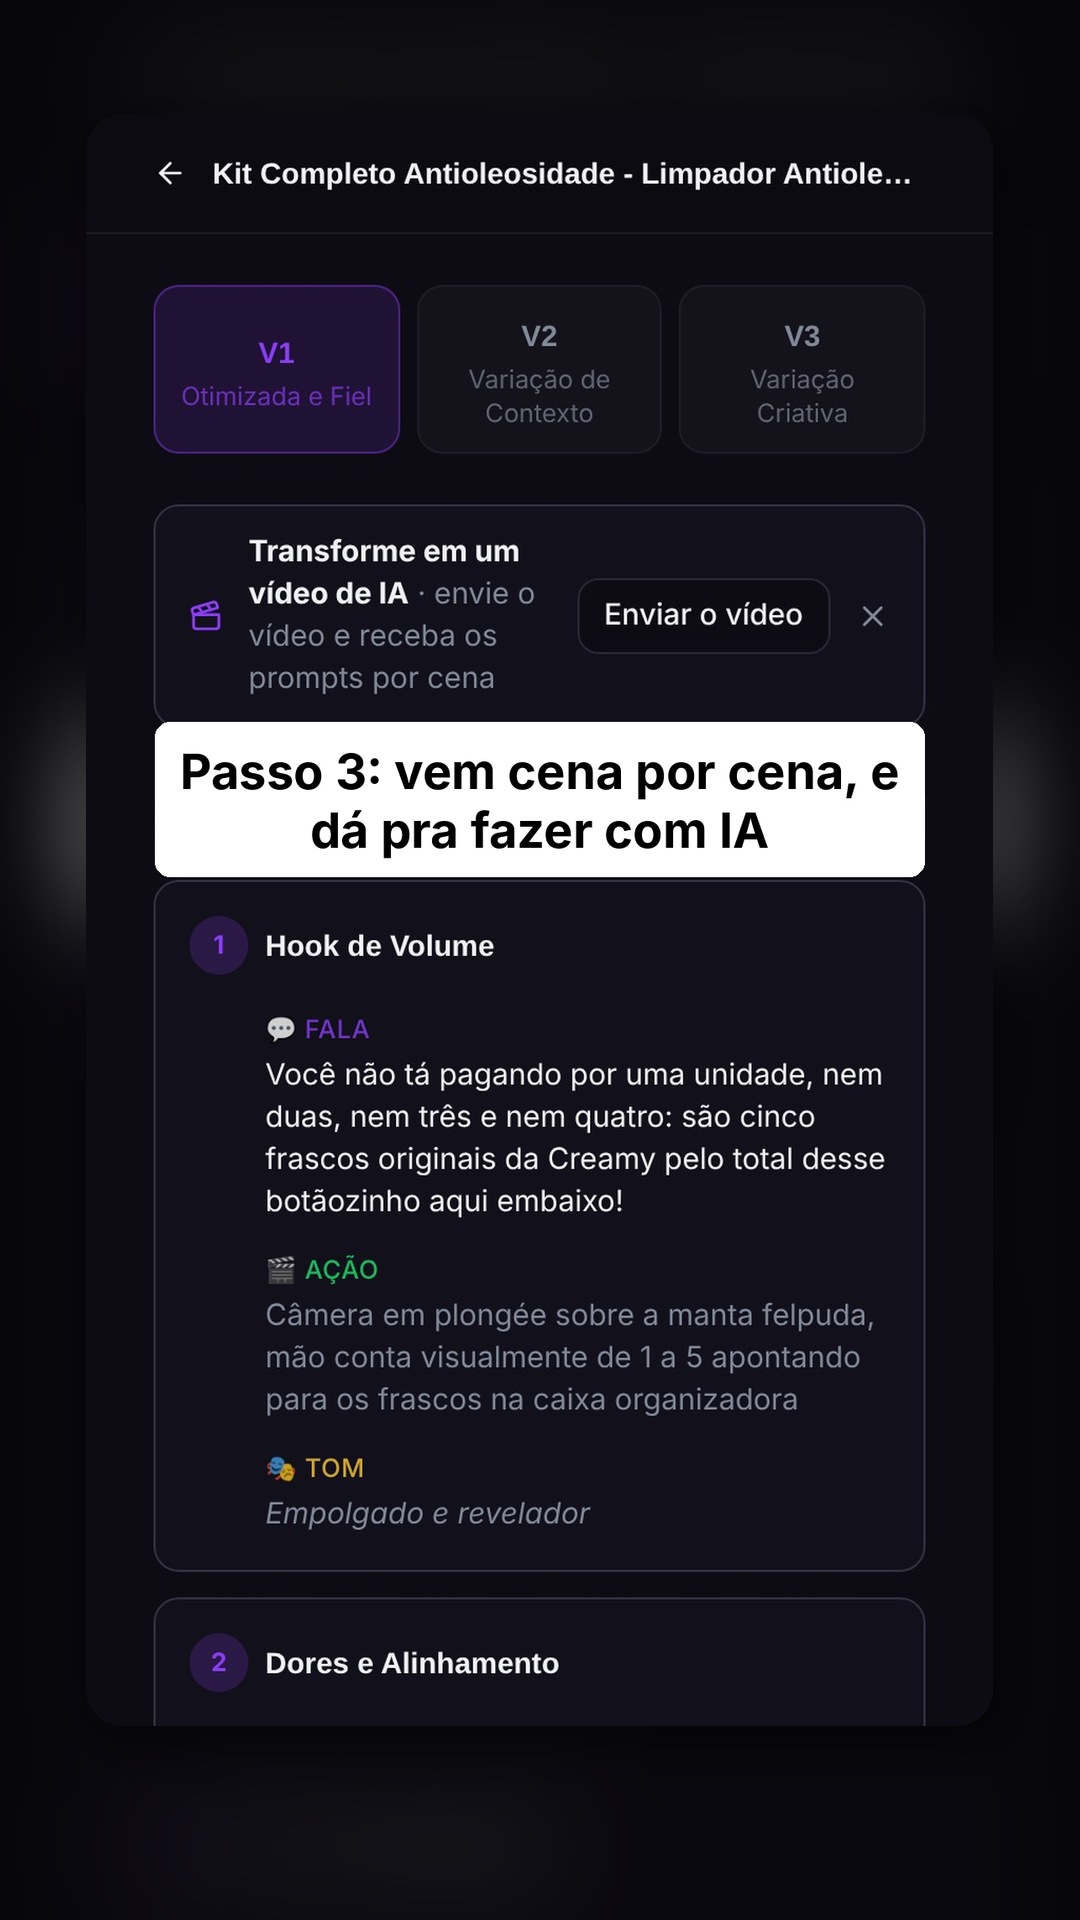 Kit Completo Antioleosidade - Limpador Antiole...
V1
Otimizada e Fiel
V2
Variação de
Contexto
V3
Variação
Criativa
Transforme em um
vídeo de IA · envie o
vídeo e receba os
prompts por cena
Enviar o vídeo
Passo 3: vem cena por cena, e
dá pra fazer com IA
1
Hook de Volume
💬 FALA
Você não tá pagando por uma unidade, nem
duas, nem três e nem quatro: são cinco
frascos originais da Creamy pelo total desse
botãozinho aqui embaixo!
🎬 AÇÃO
Câmera em plongée sobre a manta felpuda,
mão conta visualmente de 1 a 5 apontando
para os frascos na caixa organizadora
🎭 TOM
Empolgado e revelador
2
Dores e Alinhamento